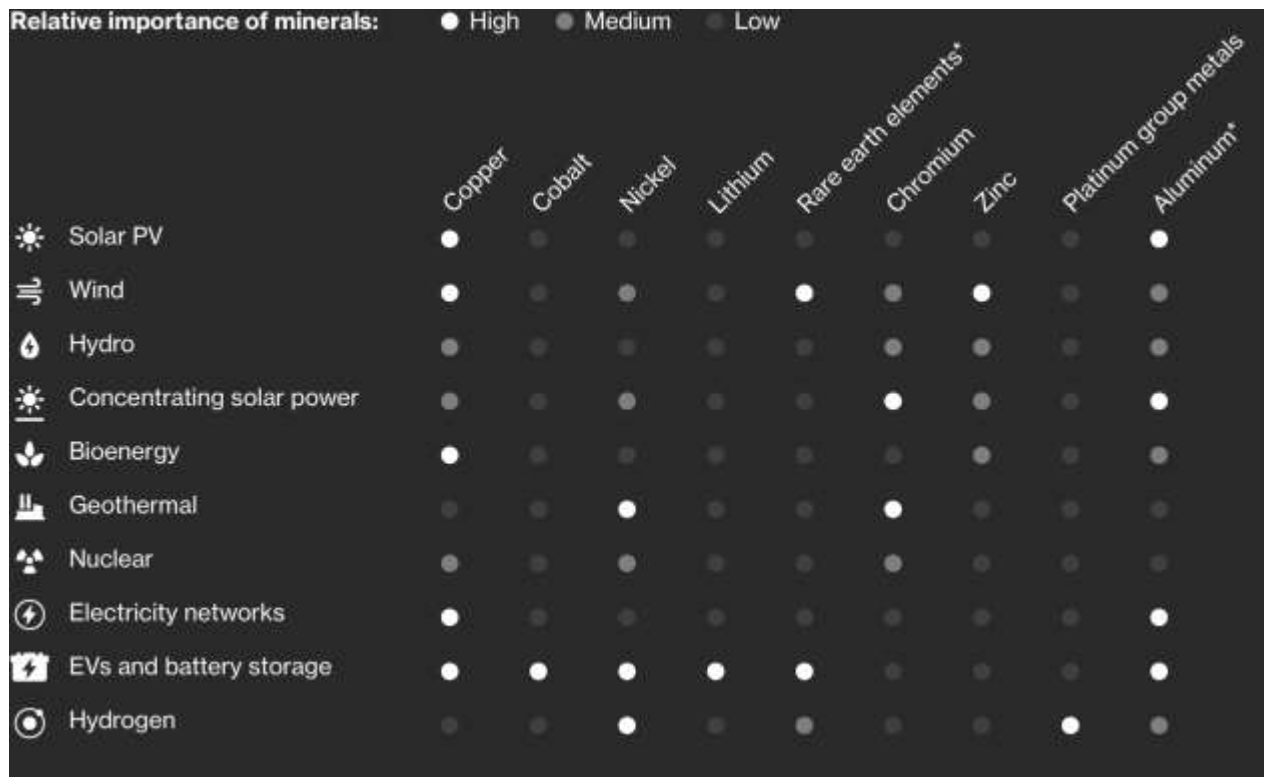 Relative importance of minerals: High Medium Low
Copper Cobalt Nickel Lithium Rare earth elements* Chromium Zinc Platinum group metals Aluminum*
Solar PV
Wind
Hydro
Concentrating solar power
Bioenergy
Geothermal
Nuclear
Electricity networks
EVs and battery storage
Hydrogen